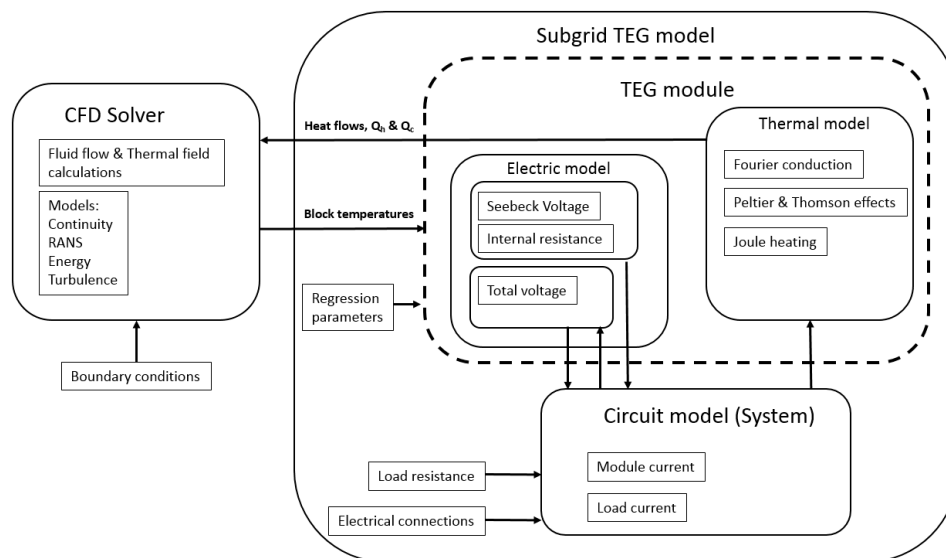 Subgrid TEG model
TEG module
CFD Solver
Fluid flow & Thermal field
calculations
Models:
Continuity
RANS
Energy
Turbulence
Boundary conditions
Heat flows, Qh & Qc
Block temperatures
Regression
parameters
Electric model
Seebeck Voltage
Internal resistance
Total voltage
Thermal model
Fourier conduction
Peltier & Thomson effects
Joule heating
Circuit model (System)
Module current
Load current
Load resistance
Electrical connections